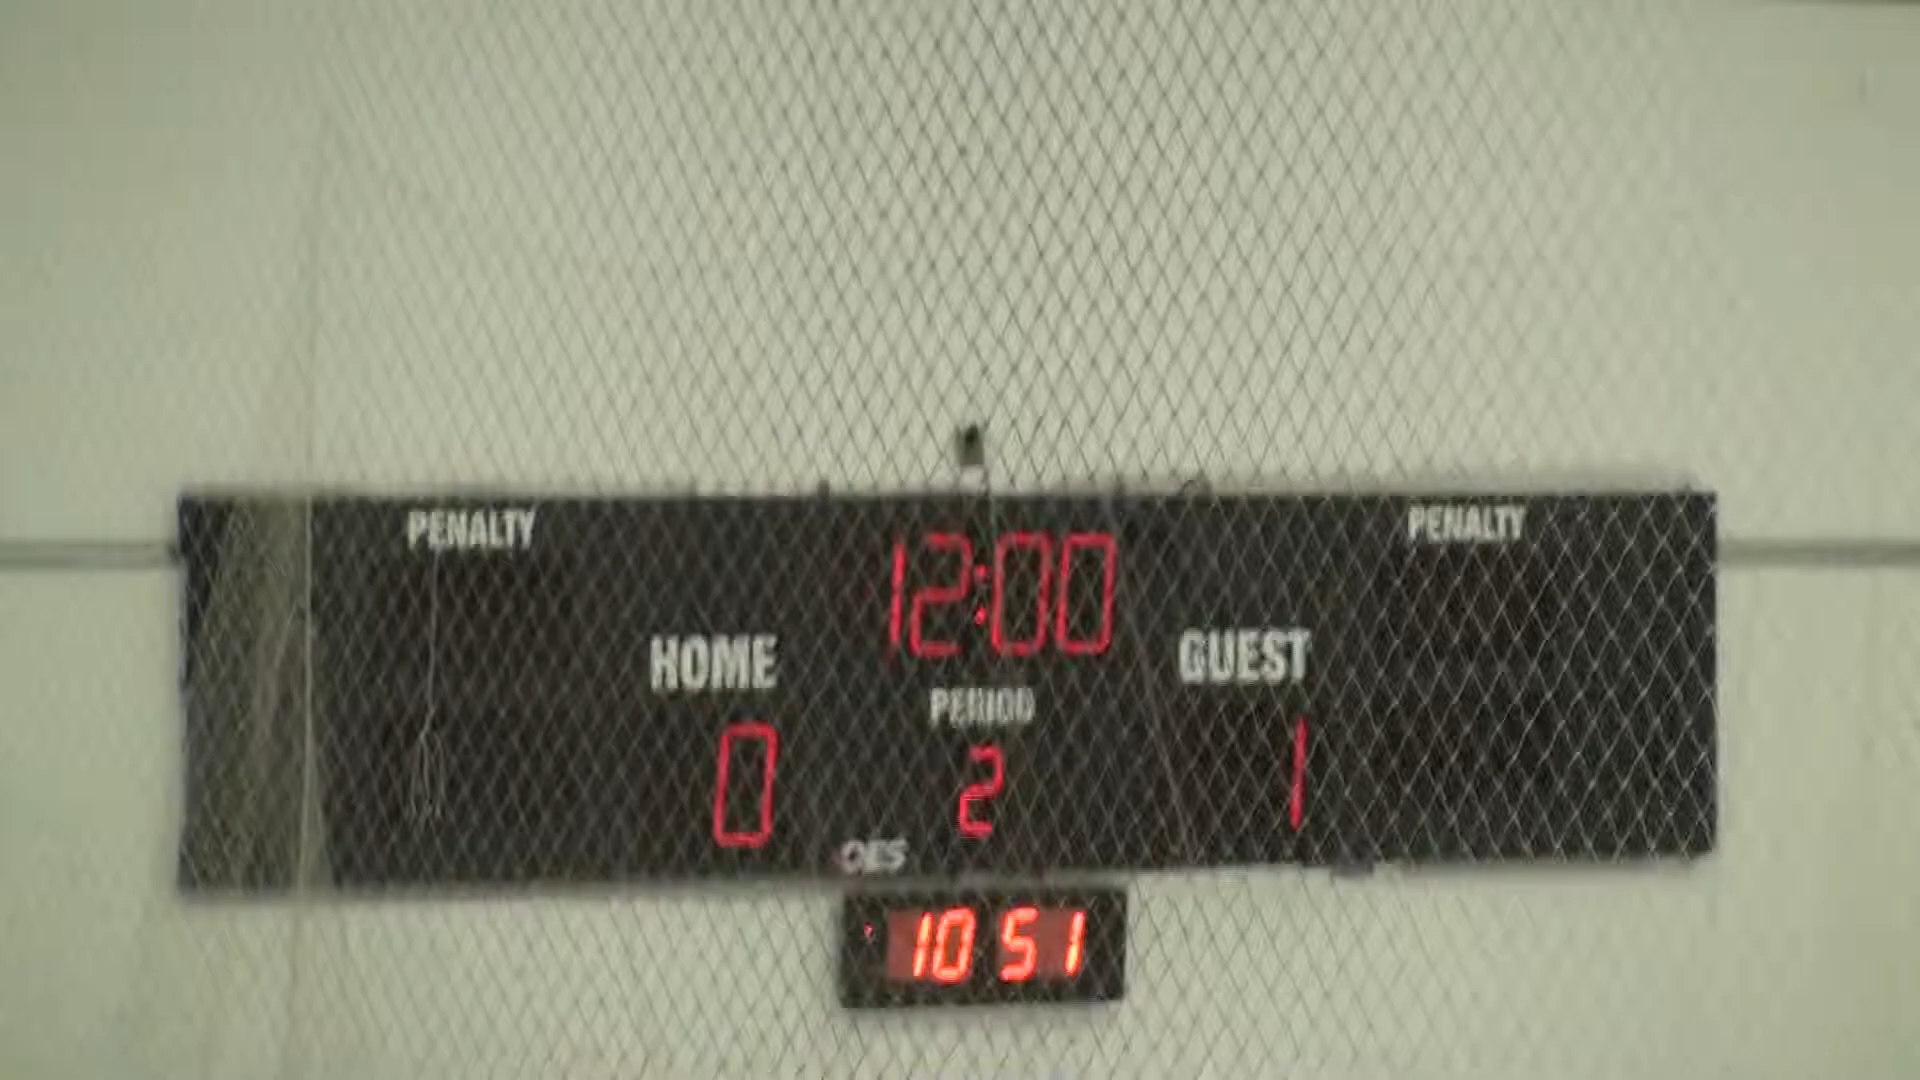 PENALTY 12:00 PENALTY
HOME GUEST
PERIOD
0 2 1
OES
10 51